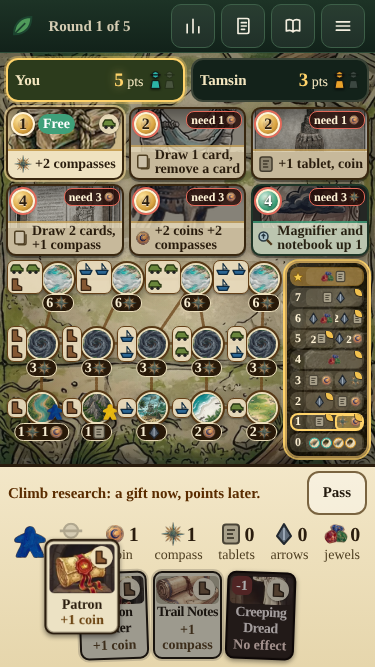 Round 1 of 5
You 5 pts
Tamsin 3 pts
1 Free
+2 compasses
2 need 1
Draw 1 card,
remove a card
2 need 1
+1 tablet, coin
4 need 3
Draw 2 cards,
+1 compass
4 need 3
+2 coins +2
compasses
4 need 3
Magnifier and
notebook up 1
6 6 6 6
3 3 3 3 3
1 1 1 1 2 2
7
6 2
5 2 2
4
3
2
1
0
Climb research: a gift now, points later.
Pass
1 1 0 0 0
coin compass tablets arrows jewels
Patron
+1 coin
Trail Notes
+1
compass
-1
Creeping
Dread
No effect